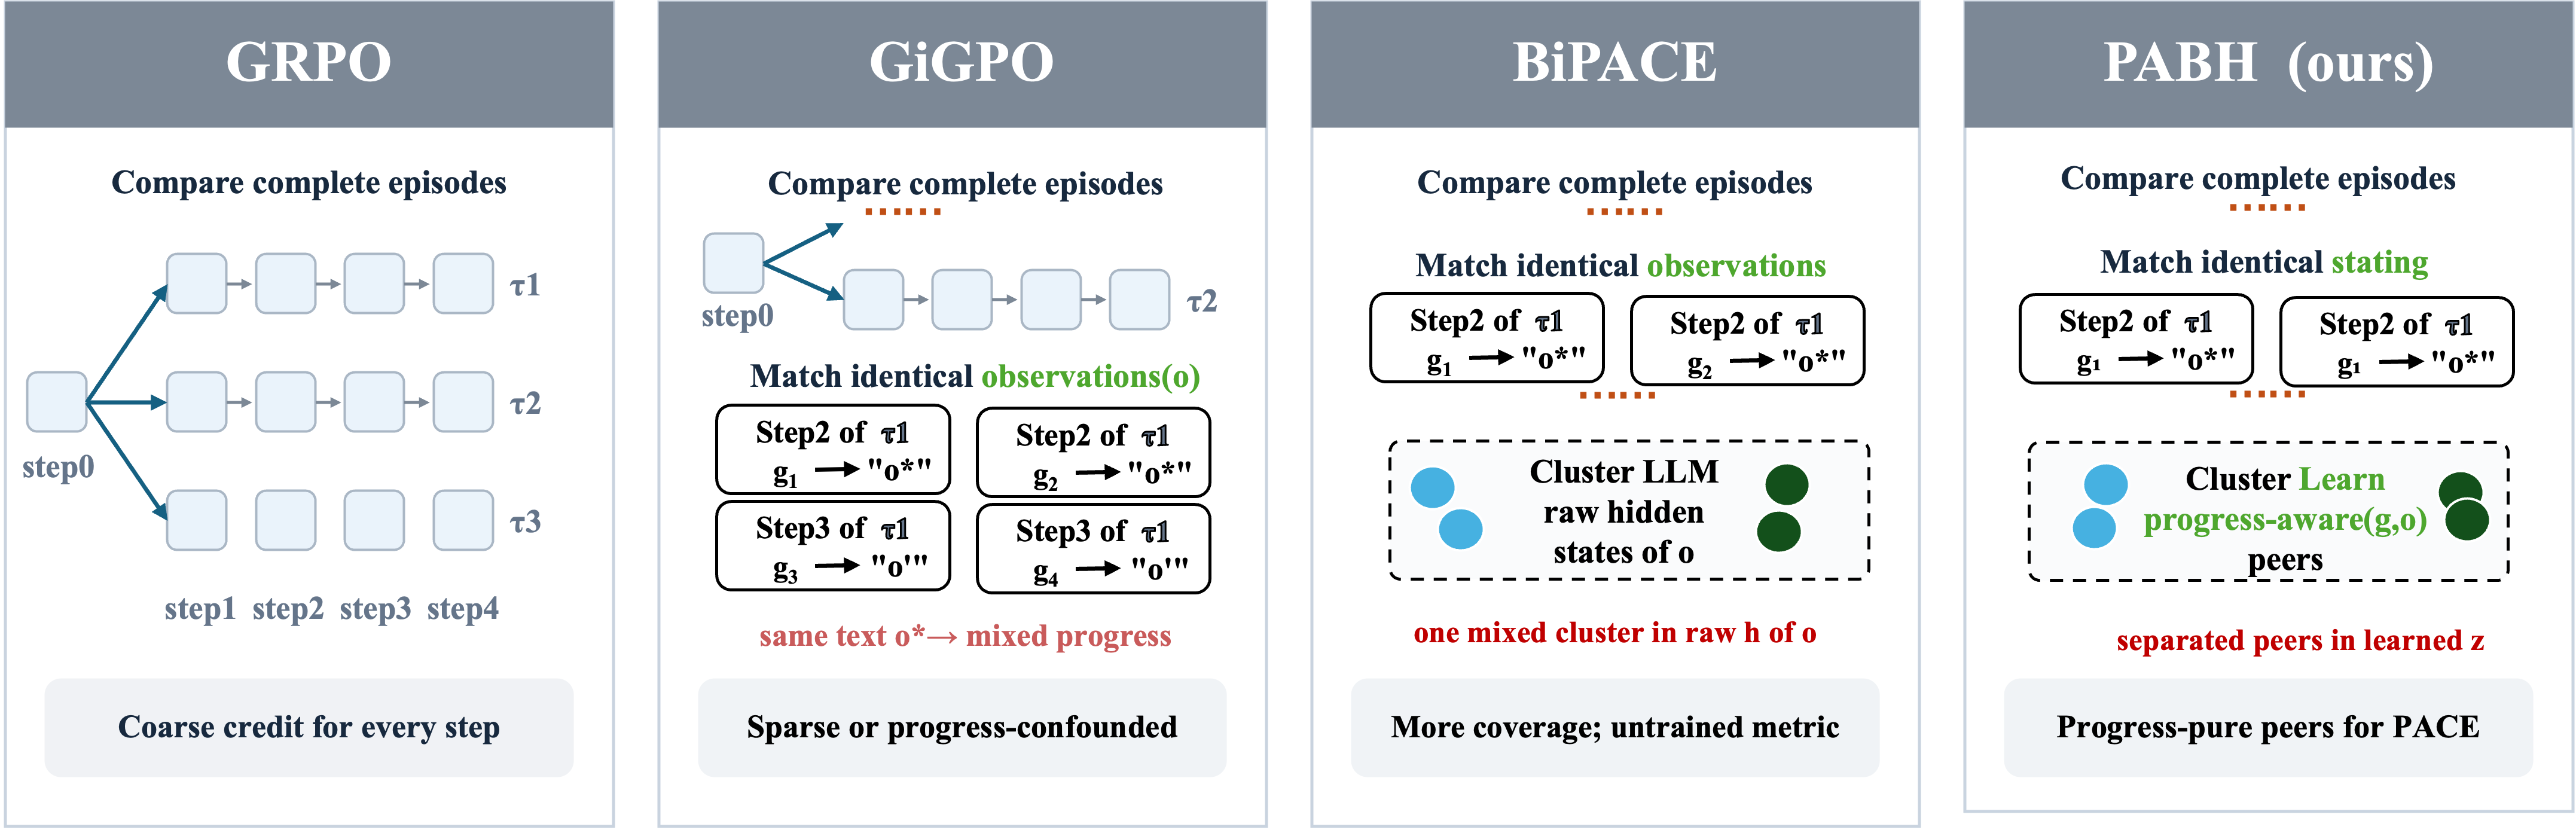 GRPO
Compare complete episodes
τ1
τ2
step0
τ3
step1 step2 step3 step4
Coarse credit for every step
GiGPO
Compare complete episodes
step0
τ2
Match identical observations(o)
Step2 of τ1
g₁ → "o*"
Step2 of τ1
g₂ → "o*"
Step3 of τ1
g₃ → "o'"
Step3 of τ1
g₄ → "o'"
same text o*→ mixed progress
Sparse or progress-confounded
BiPACE
Compare complete episodes
Match identical observations
Step2 of τ1
g₁ → "o*"
Step2 of τ1
g₂ → "o*"
Cluster LLM
raw hidden
states of o
one mixed cluster in raw h of o
More coverage; untrained metric
PABH (ours)
Compare complete episodes
Match identical stating
Step2 of τ1
g₁ → "o*"
Step2 of τ1
g₁ → "o*"
Cluster Learn
progress-aware(g,o)
peers
separated peers in learned z
Progress-pure peers for PACE